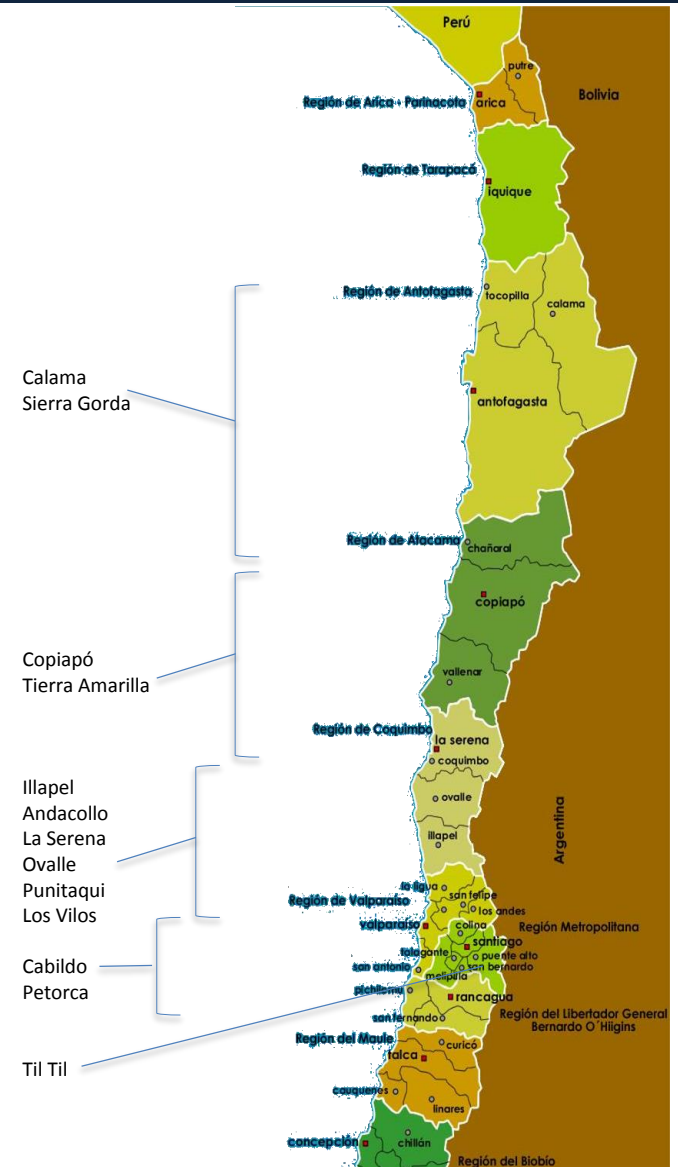 Perú
putre
Bolivia
Región de Arica - Parinacota
arica
Región de Tarapacá
iquique
Región de Antofagasta
tocopilla
calama
Calama
Sierra Gorda
antofagasta
Región de Atacama
chañaral
copiapó
Copiapó
Tierra Amarilla
vallenar
Región de Coquimbo
la serena
coquimbo
Illapel
Andacollo
La Serena
Ovalle
Punitaqui
Los Vilos
ovalle
illapel
Argentina
la ligua
san felipe
Región de Valparaíso
los andes
valparaíso
colina
Región Metropolitana
santiago
talagante
puente alto
san antonio
san bernardo
melipilla
Cabildo
Petorca
pichilemu
rancagua
san fernando
Región del Libertador General
Bernardo O´Hiigins
Región del Maule
curicó
talca
Til Til
cauquenes
linares
concepción
chillán
Región del Biobío